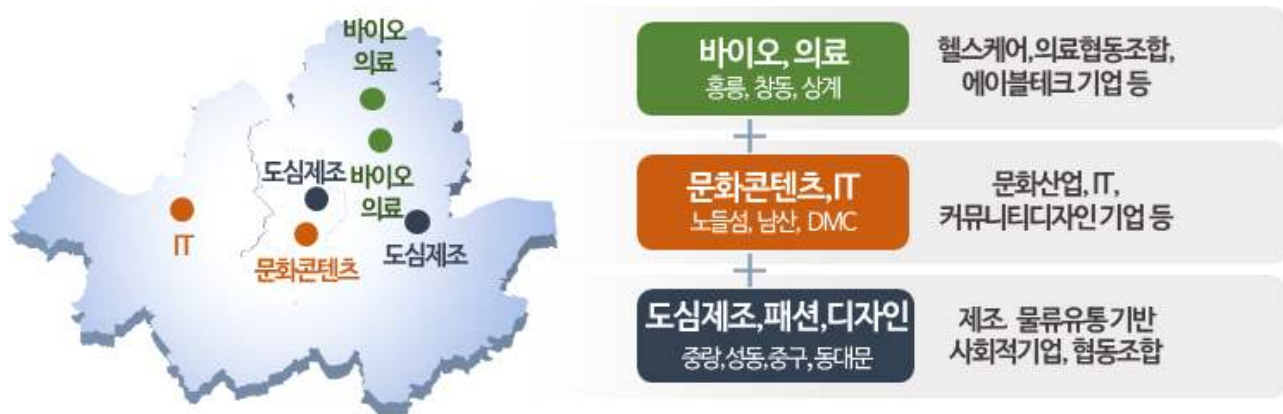 바이오
의료
바이오
의료
도심제조
IT
문화콘텐츠
도심제조
바이오, 의료
홍릉, 창동, 상계
헬스케어,의료협동조합,
에이블테크 기업 등
문화콘텐츠, IT
노들섬, 남산, DMC
문화산업, IT,
커뮤니티디자인 기업 등
도심제조,패션,디자인
중랑,성동,중구,동대문
제조. 물류유통 기반
사회적기업, 협동조합